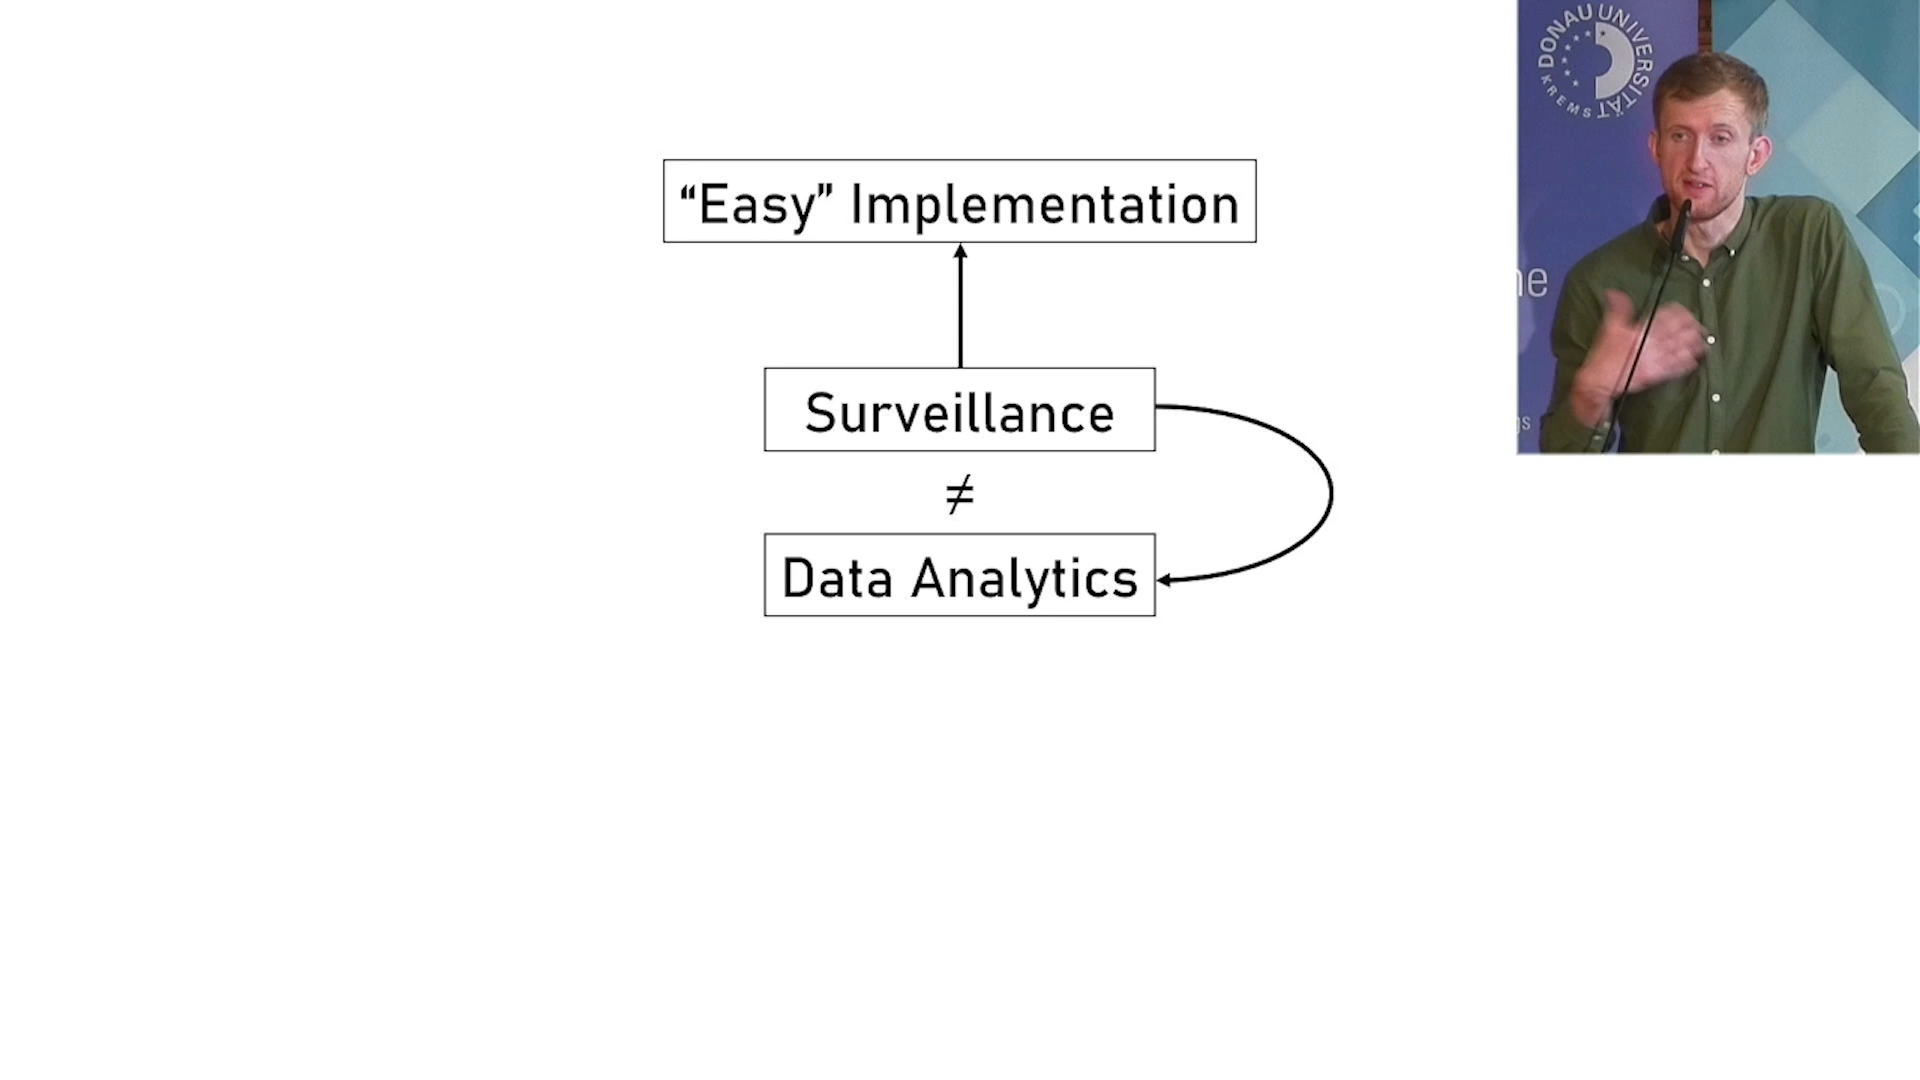 “Easy” Implementation
Surveillance
≠
Data Analytics
DONAU UNIVERSITÄT
KREMS